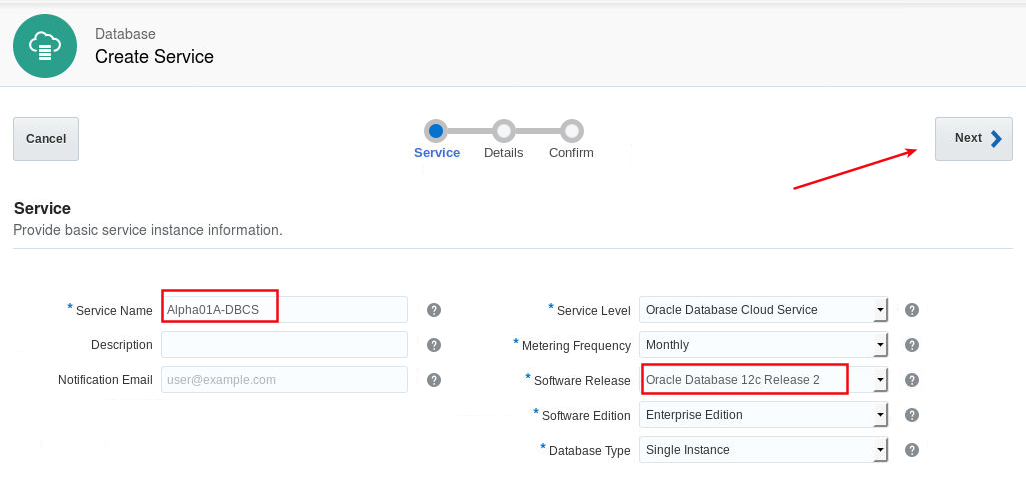 Database
Create Service
Cancel
Service
Details
Confirm
Next
Service
Provide basic service instance information.
* Service Name Alpha01A-DBCS ?
Description ?
Notification Email user@example.com ?
* Service Level Oracle Database Cloud Service ?
* Metering Frequency Monthly ?
* Software Release Oracle Database 12c Release 2 ?
* Software Edition Enterprise Edition ?
* Database Type Single Instance ?